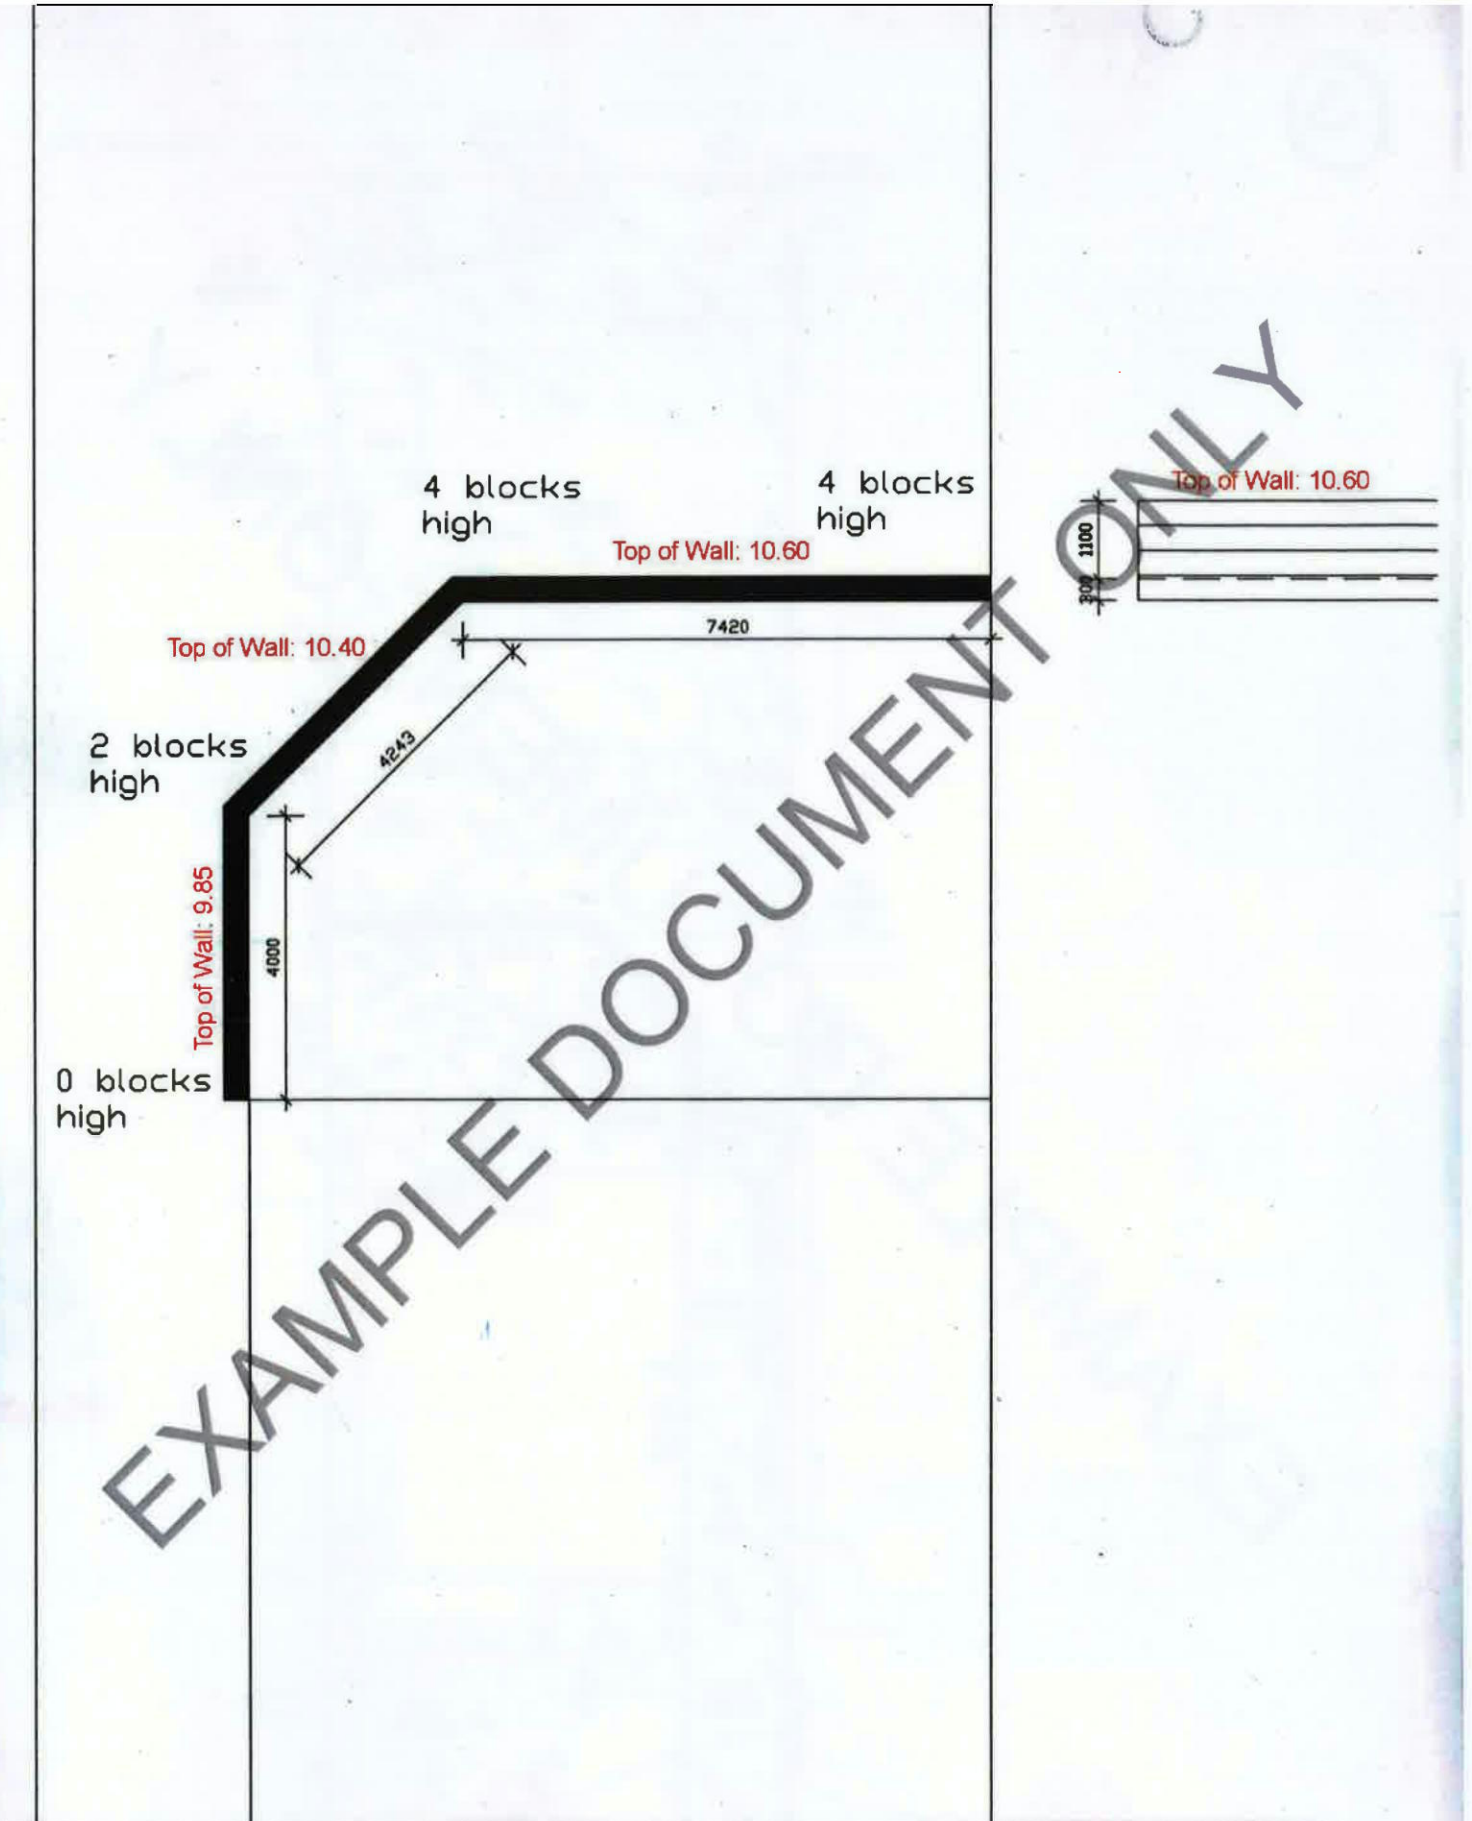 4 blocks
high
4 blocks
high
Top of Wall: 10.60
Top of Wall: 10.60
1100
300
7420
Top of Wall: 10.40
4243
2 blocks
high
Top of Wall: 9.85
4000
0 blocks
high
EXAMPLE DOCUMENT ONLY